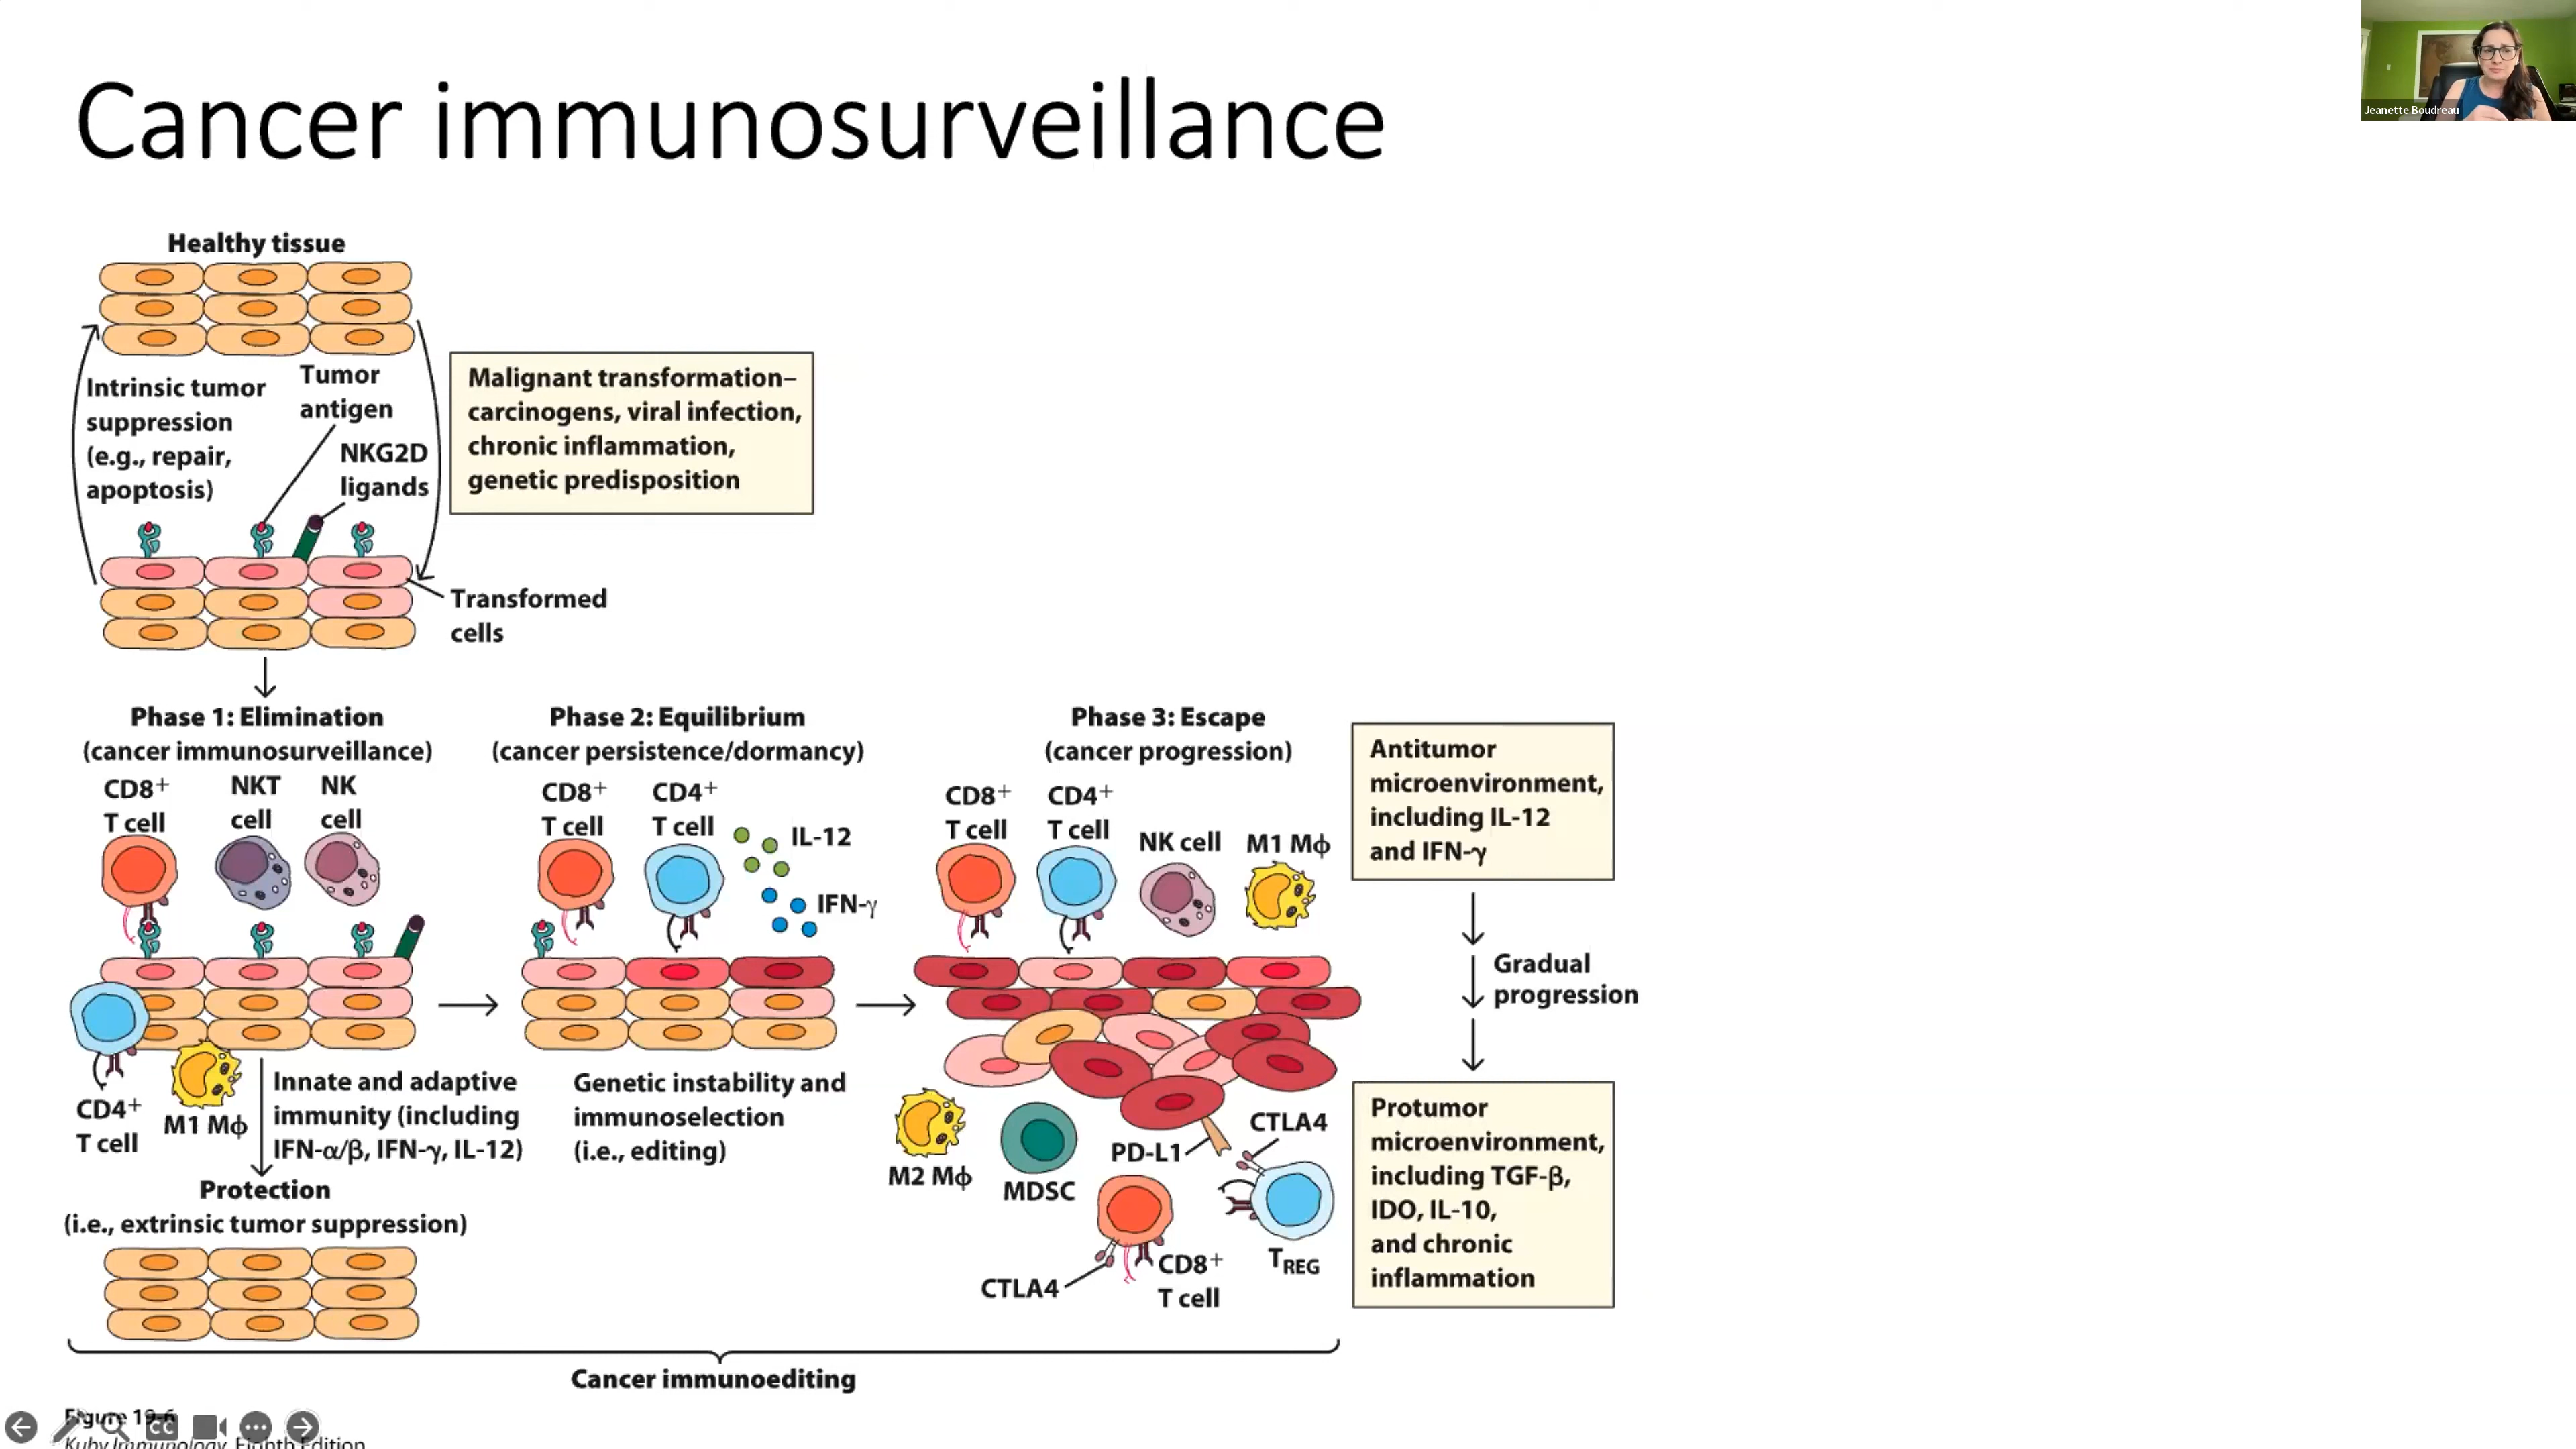 Cancer immunosurveillance
Jeanette Boudreau
Healthy tissue
Intrinsic tumor
suppression
(e.g., repair,
apoptosis)
Tumor
antigen
NKG2D
ligands
Malignant transformation–
carcinogens, viral infection,
chronic inflammation,
genetic predisposition
Transformed
cells
Phase 1: Elimination
(cancer immunosurveillance)
CD8+
T cell
NKT
cell
NK
cell
CD4+
T cell
M1 Mϕ
Innate and adaptive
immunity (including
IFN-α/β, IFN-γ, IL-12)
Protection
(i.e., extrinsic tumor suppression)
Phase 2: Equilibrium
(cancer persistence/dormancy)
CD8+
T cell
CD4+
T cell
IL-12
IFN-γ
Genetic instability and
immunoselection
(i.e., editing)
Phase 3: Escape
(cancer progression)
CD8+
T cell
CD4+
T cell
NK cell
M1 Mϕ
M2 Mϕ
MDSC
PD-L1
CTLA4
CTLA4
CD8+
T cell
TREG
Antitumor
microenvironment,
including IL-12
and IFN-γ
Gradual
progression
Protumor
microenvironment,
including TGF-β,
IDO, IL-10,
and chronic
inflammation
Cancer immunoediting
Figure 19-6
Kuby Immunology, Eighth Edition
CC